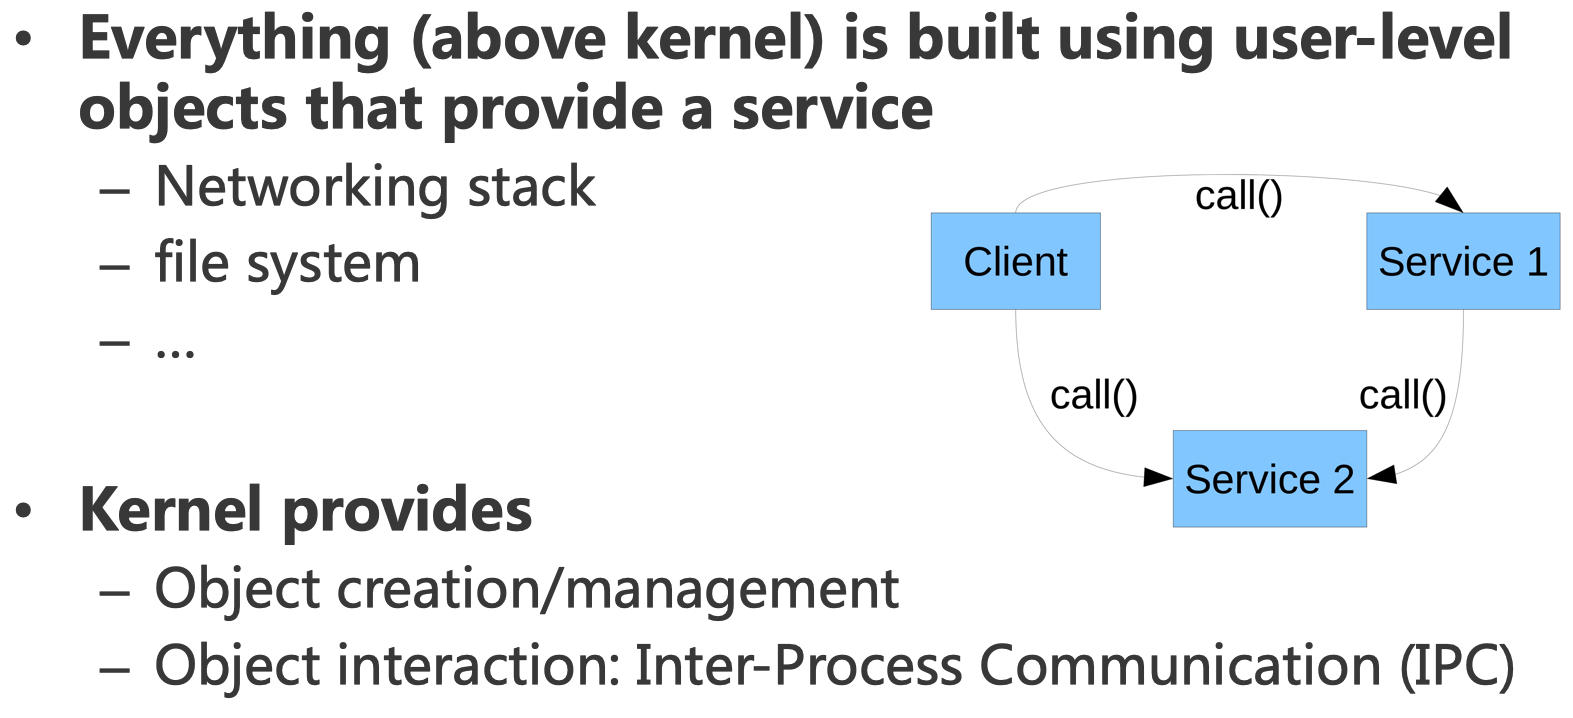 • Everything (above kernel) is built using user-level
objects that provide a service
– Networking stack
– file system
– ...
call()
Client
Service 1
call()
call()
Service 2
• Kernel provides
– Object creation/management
– Object interaction: Inter-Process Communication (IPC)